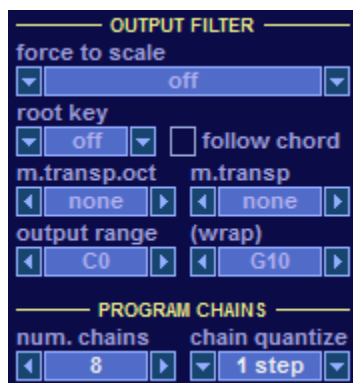 OUTPUT FILTER
force to scale
off
root key
off follow chord
m.transp.oct m.transp
none none
output range (wrap)
C0 G10
PROGRAM CHAINS
num. chains chain quantize
8 1 step